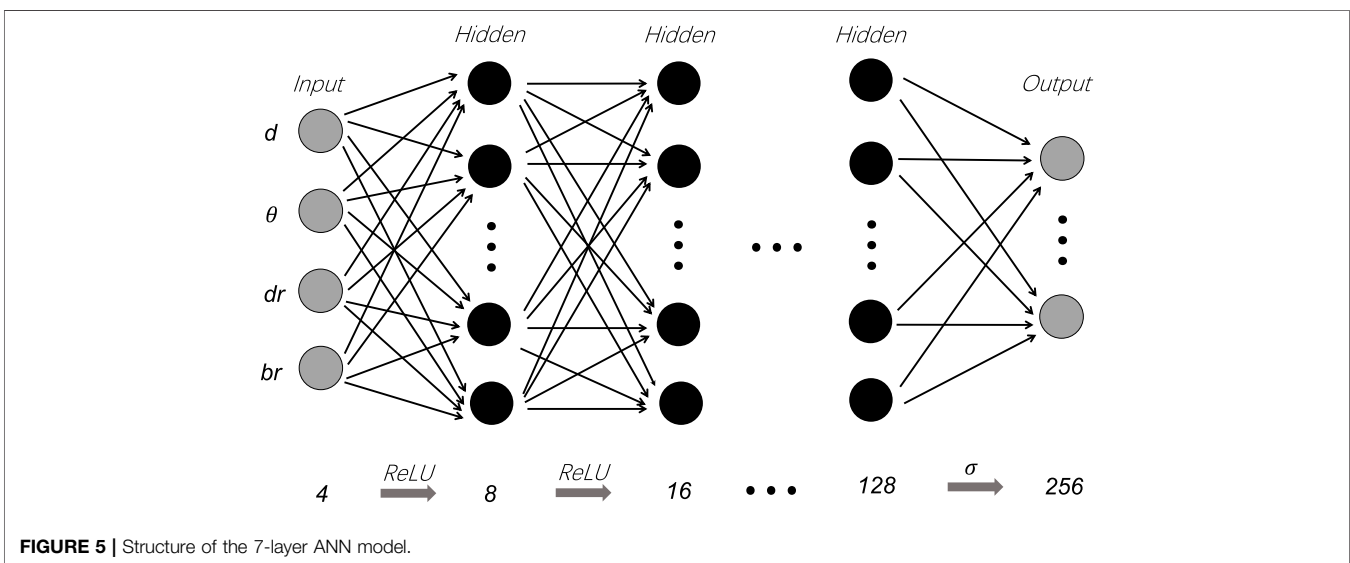 Hidden Hidden Hidden
Input Output
d
θ
dr
br
ReLU ReLU σ
4 8 16 128 256
FIGURE 5 | Structure of the 7-layer ANN model.